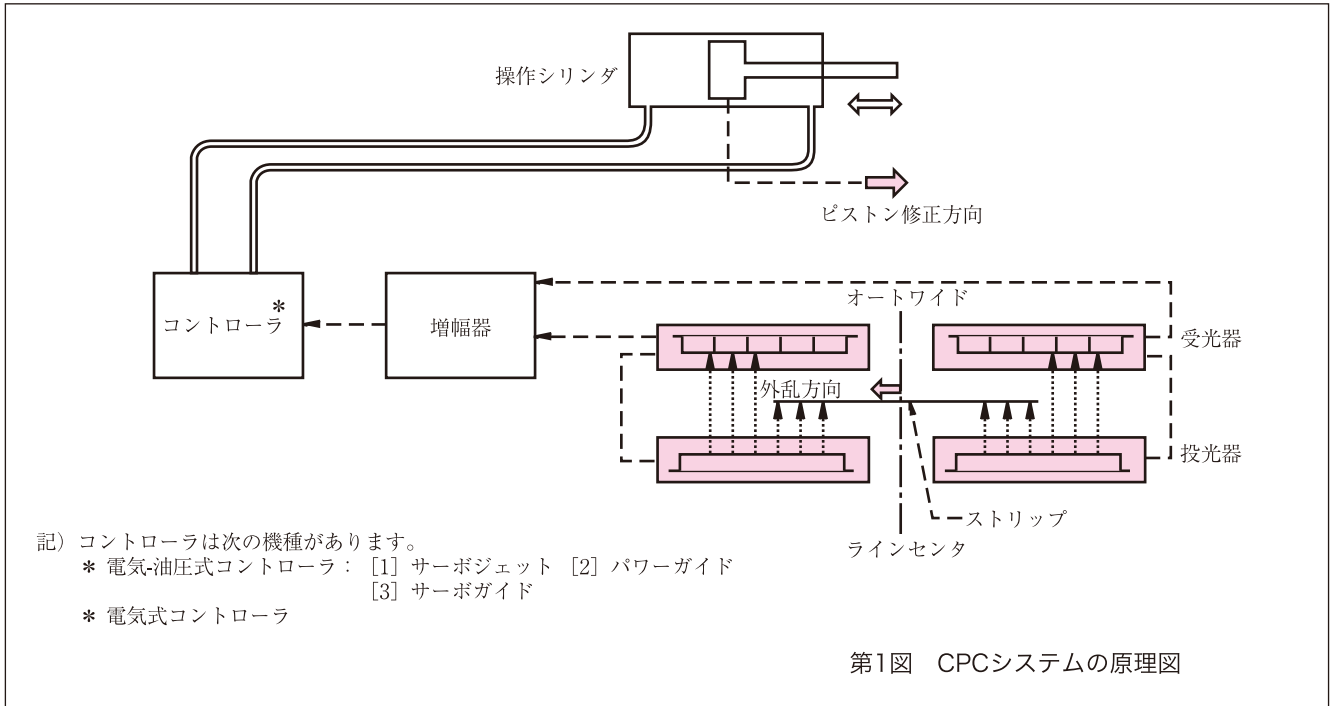 操作シリンダ
ピストン修正方向
コントローラ*
増幅器
オートワイド
受光器
外乱方向
投光器
ストリップ
ラインセンタ
記）コントローラは次の機種があります。
* 電気-油圧式コントローラ： ［1］サーボジェット ［2］パワーガイド
［3］サーボガイド
* 電気式コントローラ
第1図 CPCシステムの原理図